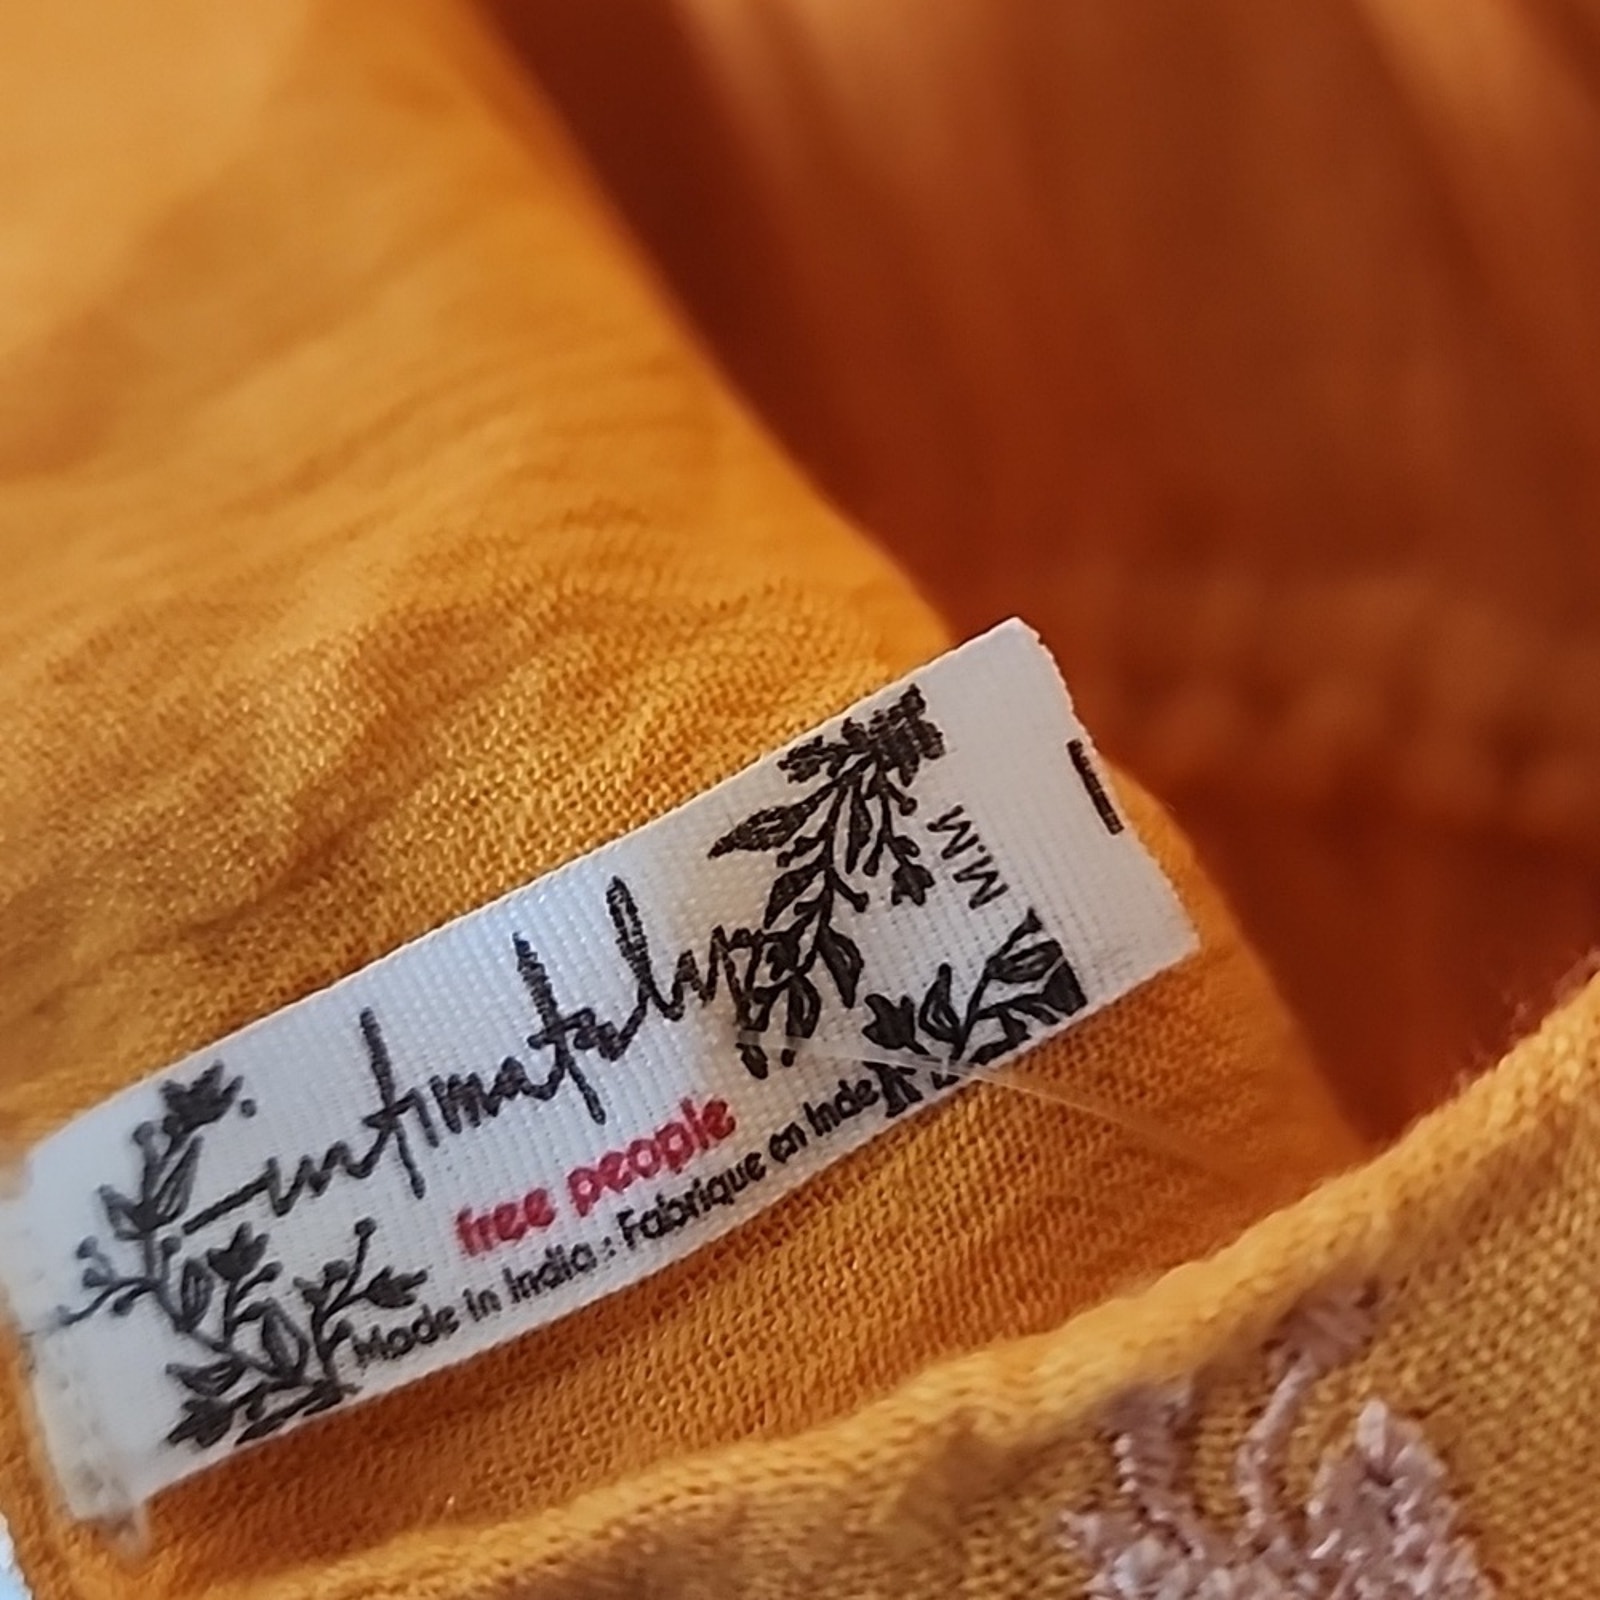 intimately
free people
Made in India : Fabrique en Inde
M.M